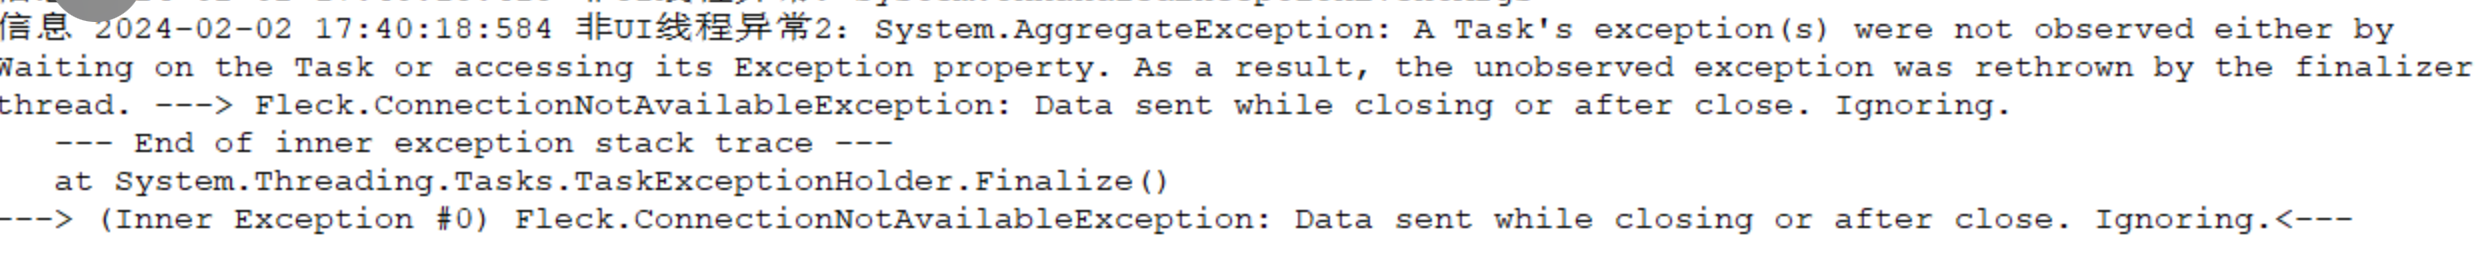 信息 2024-02-02 17:40:18:584 非UI线程异常2: System.AggregateException: A Task's exception(s) were not observed either by
Waiting on the Task or accessing its Exception property. As a result, the unobserved exception was rethrown by the finalizer
thread. ---> Fleck.ConnectionNotAvailableException: Data sent while closing or after close. Ignoring.
--- End of inner exception stack trace ---
at System.Threading.Tasks.TaskExceptionHolder.Finalize()
---> (Inner Exception #0) Fleck.ConnectionNotAvailableException: Data sent while closing or after close. Ignoring.<---